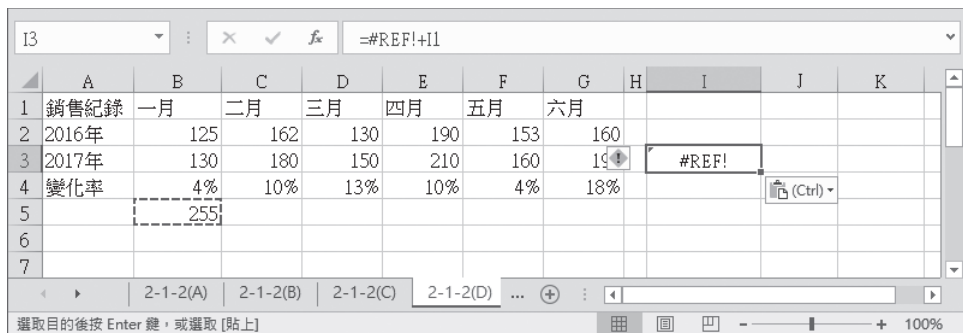 I3 fx =#REF!+I1
A B C D E F G H I J K
1 銷售紀錄 一月 二月 三月 四月 五月 六月
2 2016年 125 162 130 190 153 160
3 2017年 130 180 150 210 160 19 #REF!
4 變化率 4% 10% 13% 10% 4% 18% (Ctrl)
5 255
6
7
2-1-2(A) 2-1-2(B) 2-1-2(C) 2-1-2(D) ...
選取目的後按 Enter 鍵，或選取 [貼上] 100%